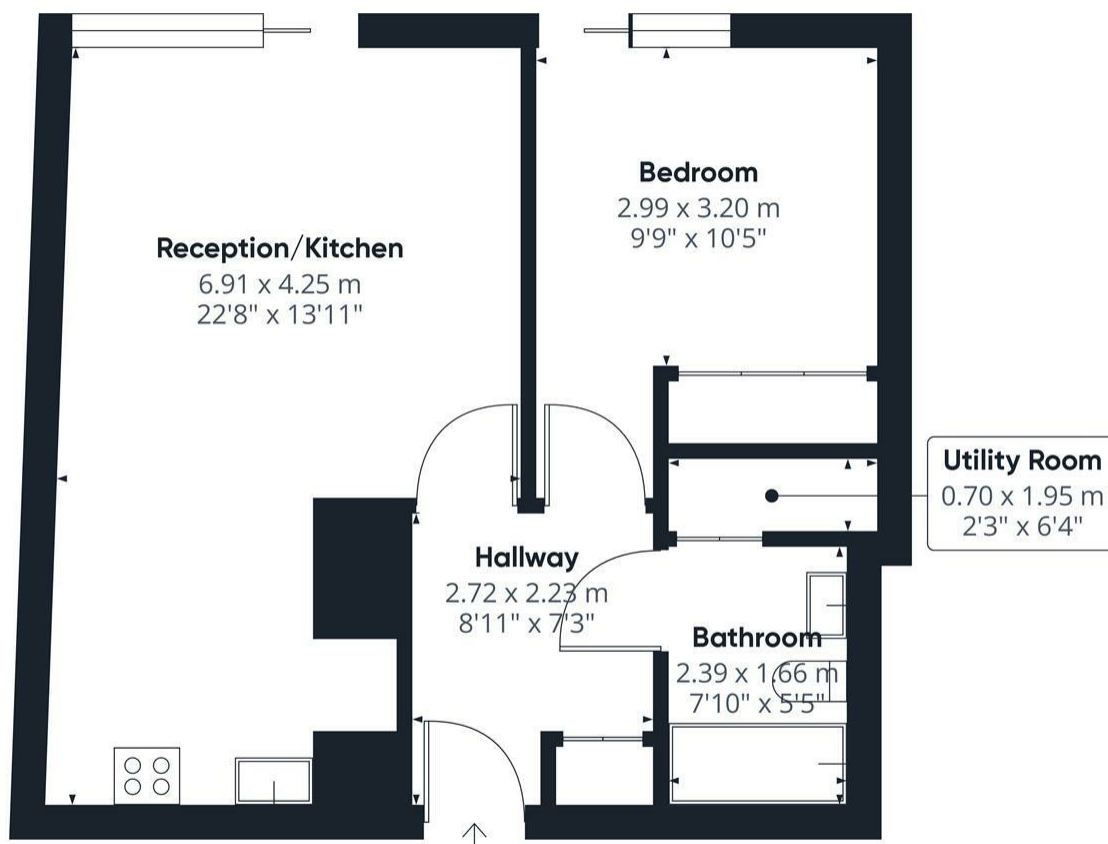 Bedroom
2.99 x 3.20 m
9'9" x 10'5"
Reception/Kitchen
6.91 x 4.25 m
22'8" x 13'11"
Utility Room
0.70 x 1.95 m
2'3" x 6'4"
Hallway
2.72 x 2.23 m
8'11" x 7'3"
Bathroom
2.39 x 1.66 m
7'10" x 5'5"